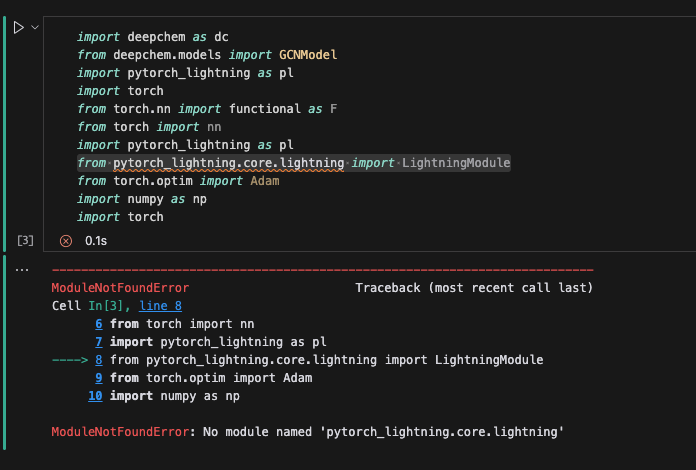 import deepchem as dc
from deepchem.models import GCNModel
import pytorch_lightning as pl
import torch
from torch.nn import functional as F
from torch import nn
import pytorch_lightning as pl
from pytorch_lightning.core.lightning import LightningModule
from torch.optim import Adam
import numpy as np
import torch
[3] 0.1s
...
---------------------------------------------------------------------------
ModuleNotFoundError Traceback (most recent call last)
Cell In[3], line 8
6 from torch import nn
7 import pytorch_lightning as pl
----> 8 from pytorch_lightning.core.lightning import LightningModule
9 from torch.optim import Adam
10 import numpy as np
ModuleNotFoundError: No module named 'pytorch_lightning.core.lightning'